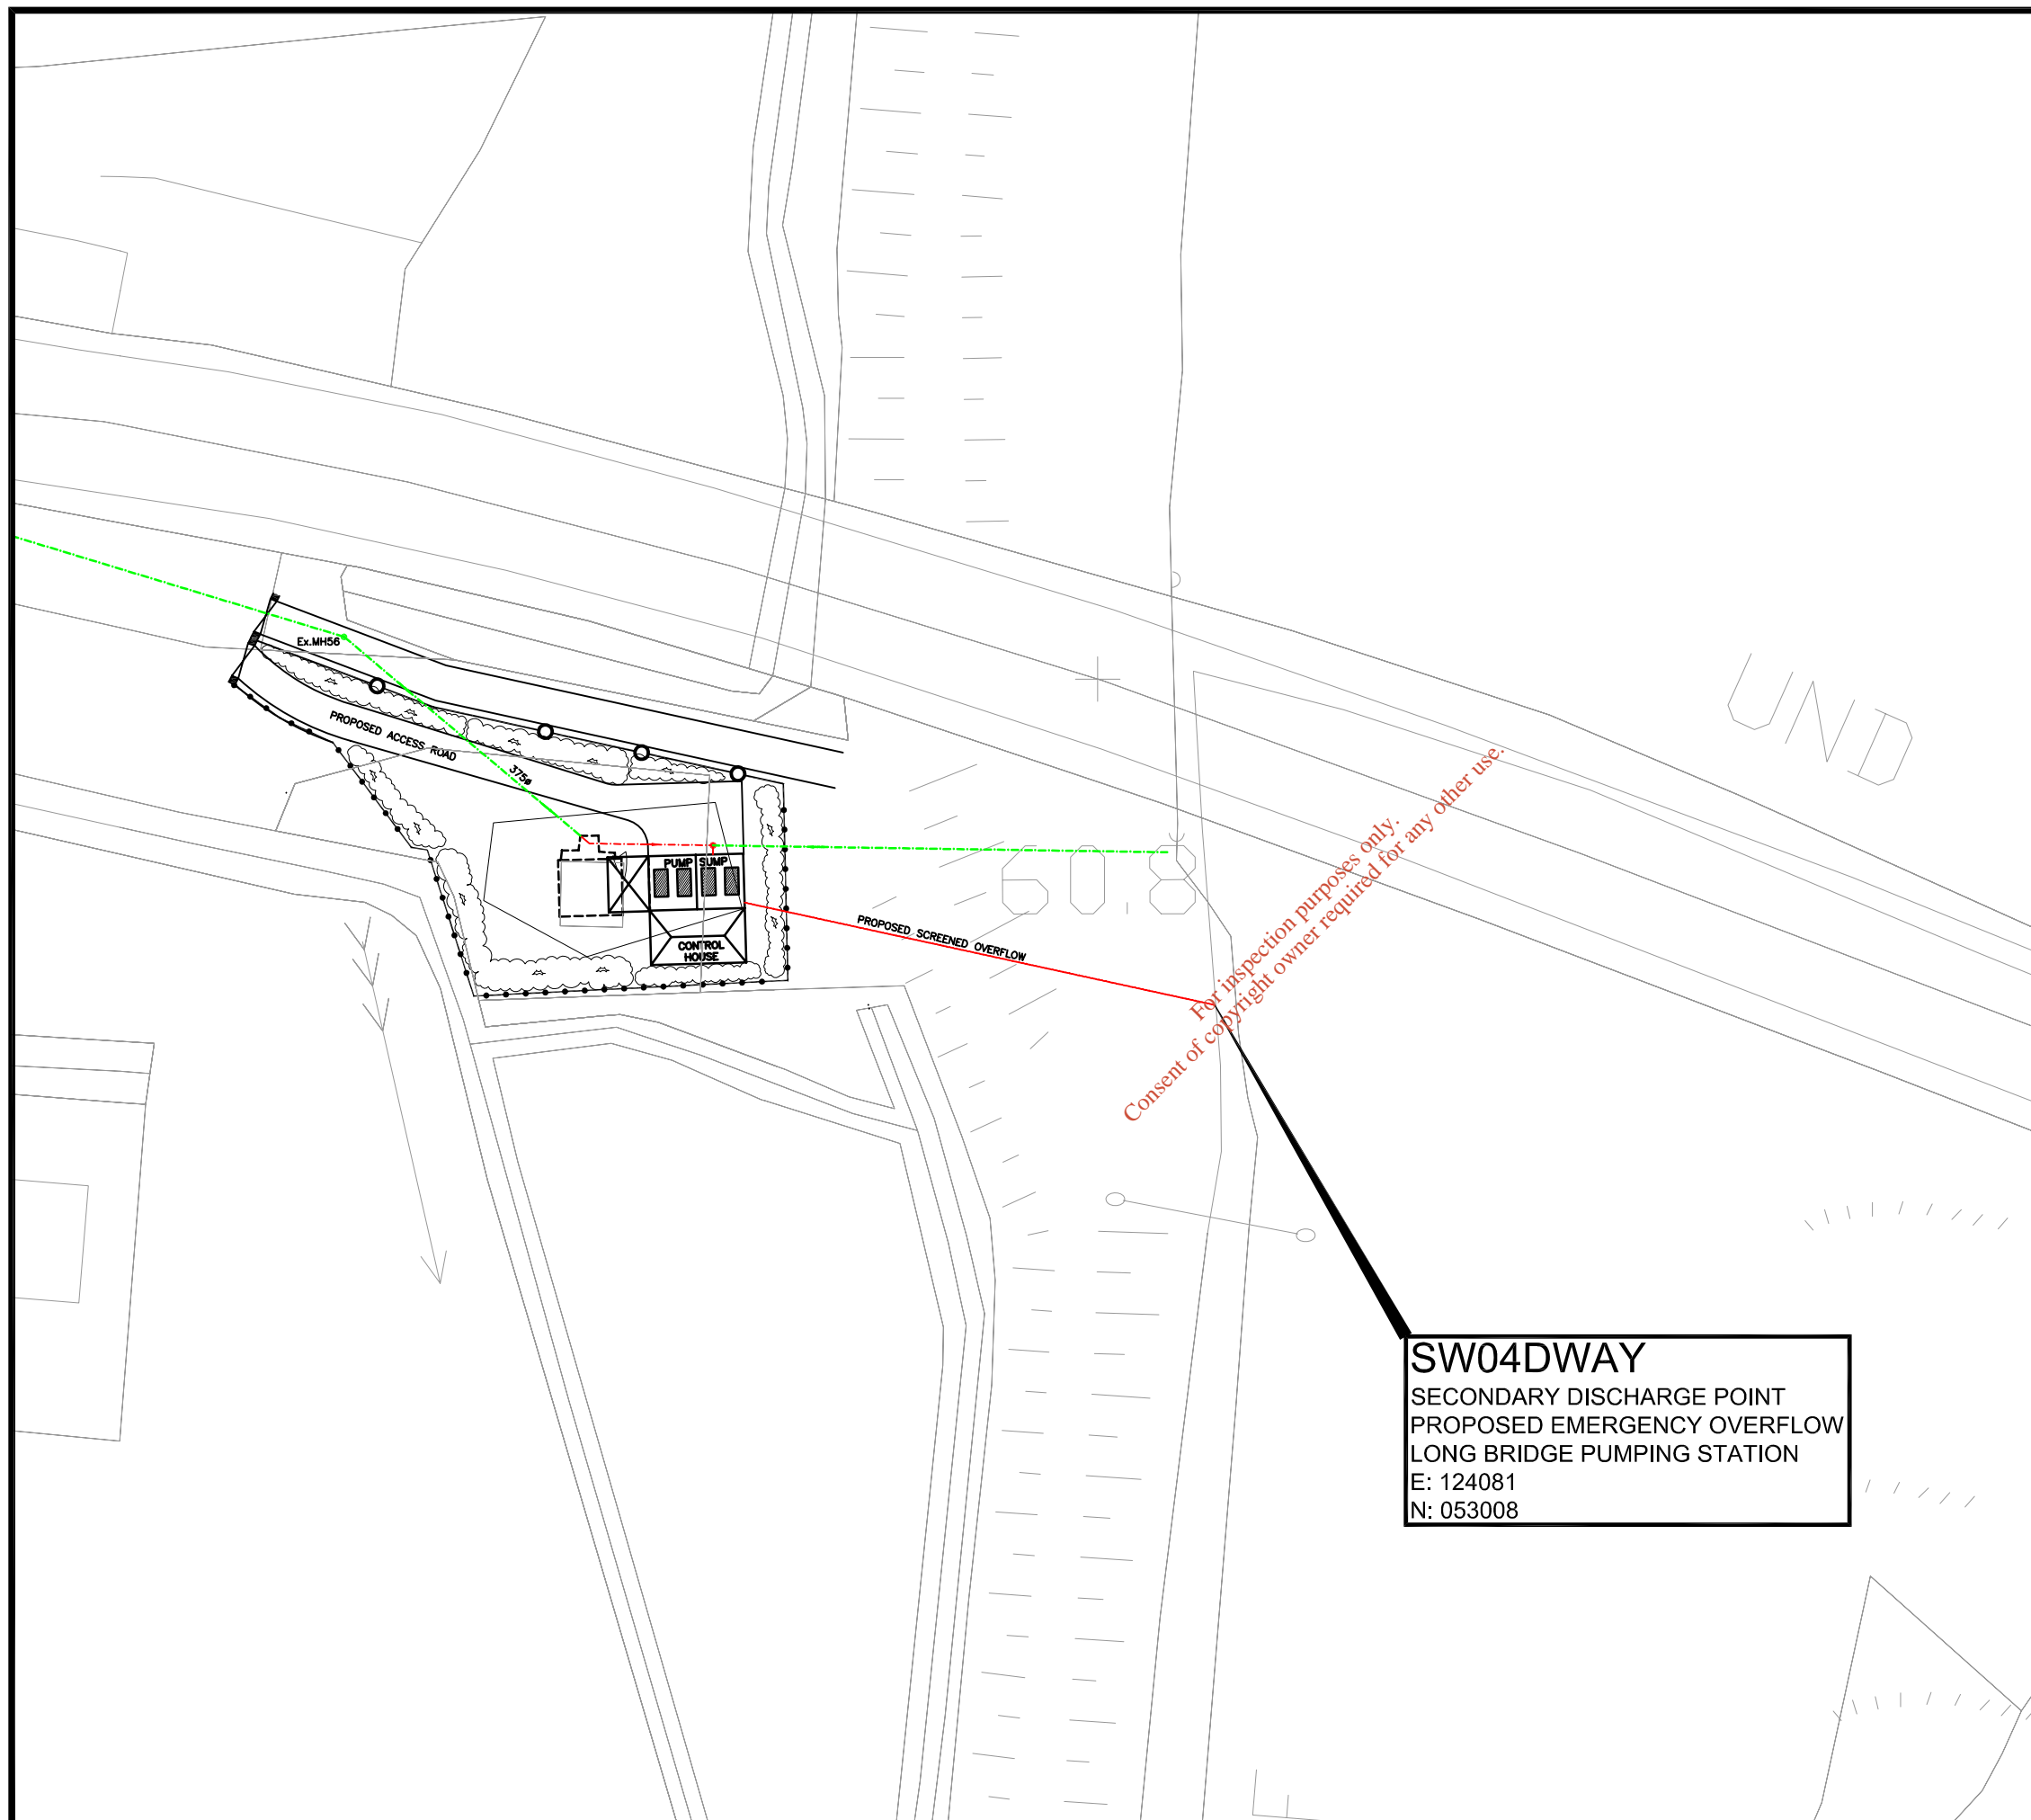 UND
Ex.MH56
PROPOSED ACCESS ROAD
375ø
PUMP SUMP
608
CONTROL
HOUSE
PROPOSED SCREENED OVERFLOW
For inspection purposes only.
Consent of copyright owner required for any other use.
SW04DWAY
SECONDARY DISCHARGE POINT
PROPOSED EMERGENCY OVERFLOW
LONG BRIDGE PUMPING STATION
E: 124081
N: 053008